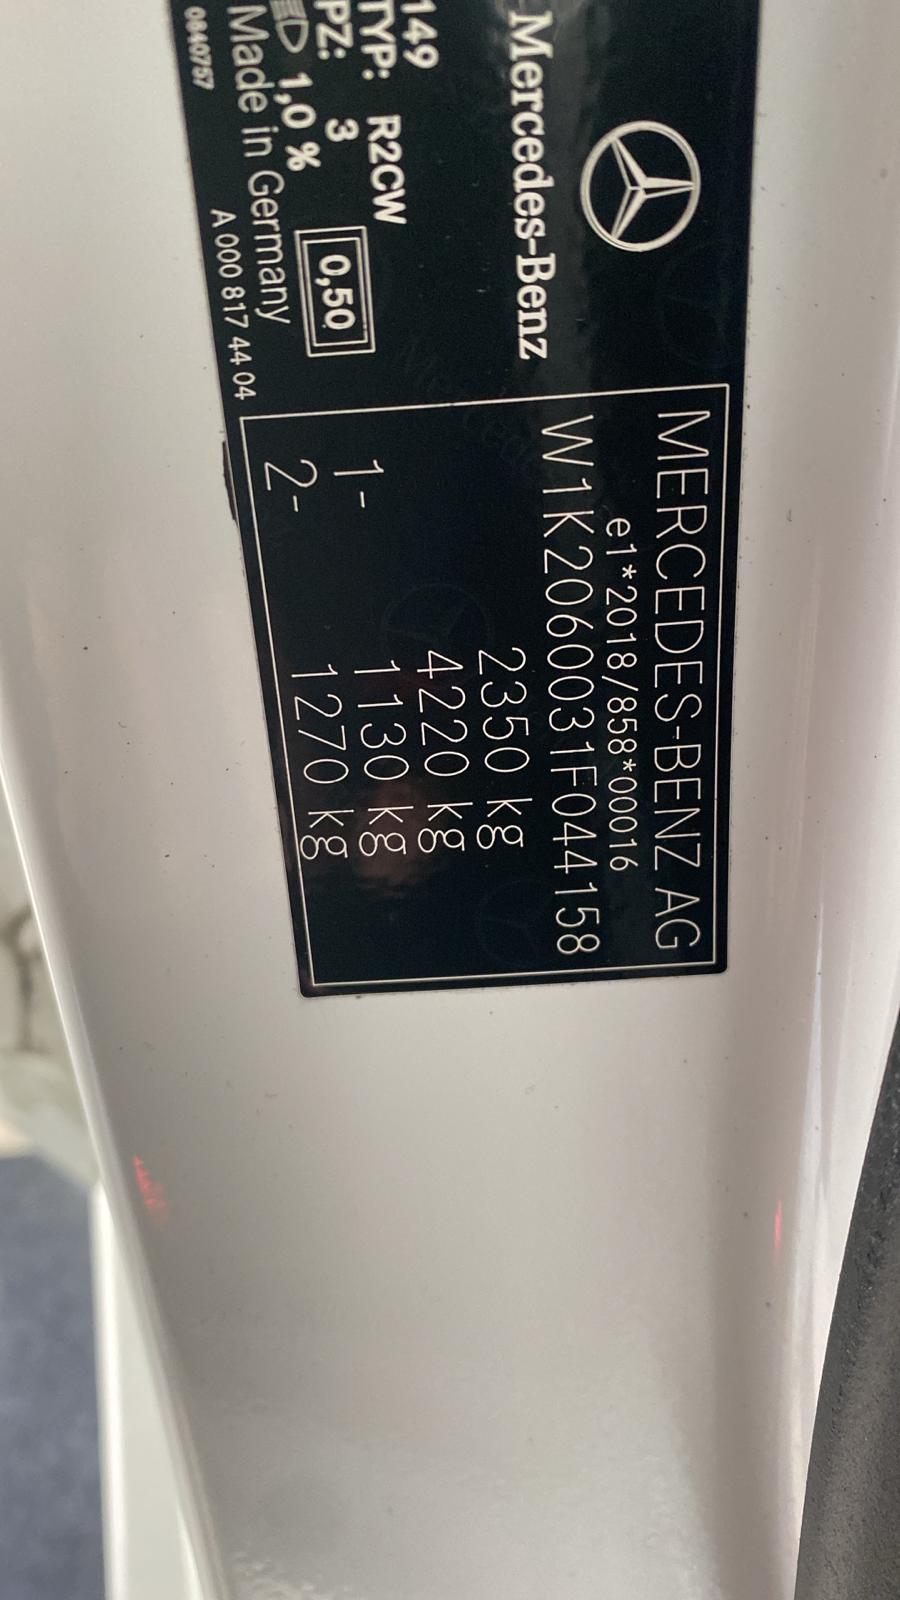 Mercedes-Benz
149
TYP: R2CW
PZ: 3
0,50
1,0 %
Made in Germany
A 000 817 44 04
0840757
MERCEDES-BENZ AG
e1*2018/858*00016
W1K2060031F044158
2350 kg
4220 kg
1- 1130 kg
2- 1270 kg